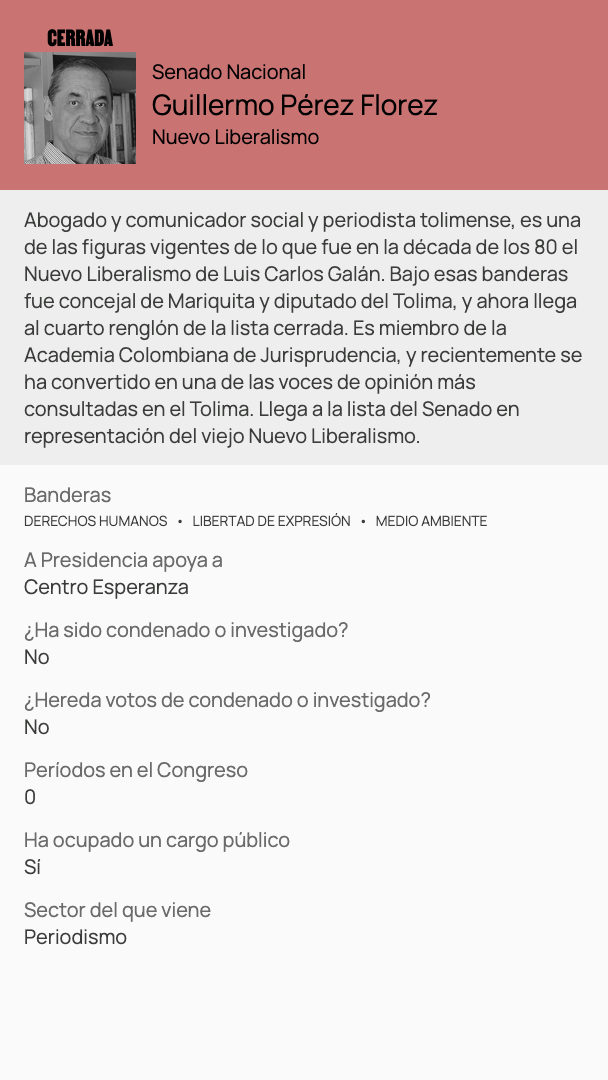 CERRADA
Senado Nacional
Guillermo Pérez Florez
Nuevo Liberalismo
Abogado y comunicador social y periodista tolimense, es una
de las figuras vigentes de lo que fue en la década de los 80 el
Nuevo Liberalismo de Luis Carlos Galán. Bajo esas banderas
fue concejal de Mariquita y diputado del Tolima, y ahora llega
al cuarto renglón de la lista cerrada. Es miembro de la
Academia Colombiana de Jurisprudencia, y recientemente se
ha convertido en una de las voces de opinión más
consultadas en el Tolima. Llega a la lista del Senado en
representación del viejo Nuevo Liberalismo.
Banderas
DERECHOS HUMANOS • LIBERTAD DE EXPRESIÓN • MEDIO AMBIENTE
A Presidencia apoya a
Centro Esperanza
¿Ha sido condenado o investigado?
No
¿Hereda votos de condenado o investigado?
No
Períodos en el Congreso
0
Ha ocupado un cargo público
Sí
Sector del que viene
Periodismo